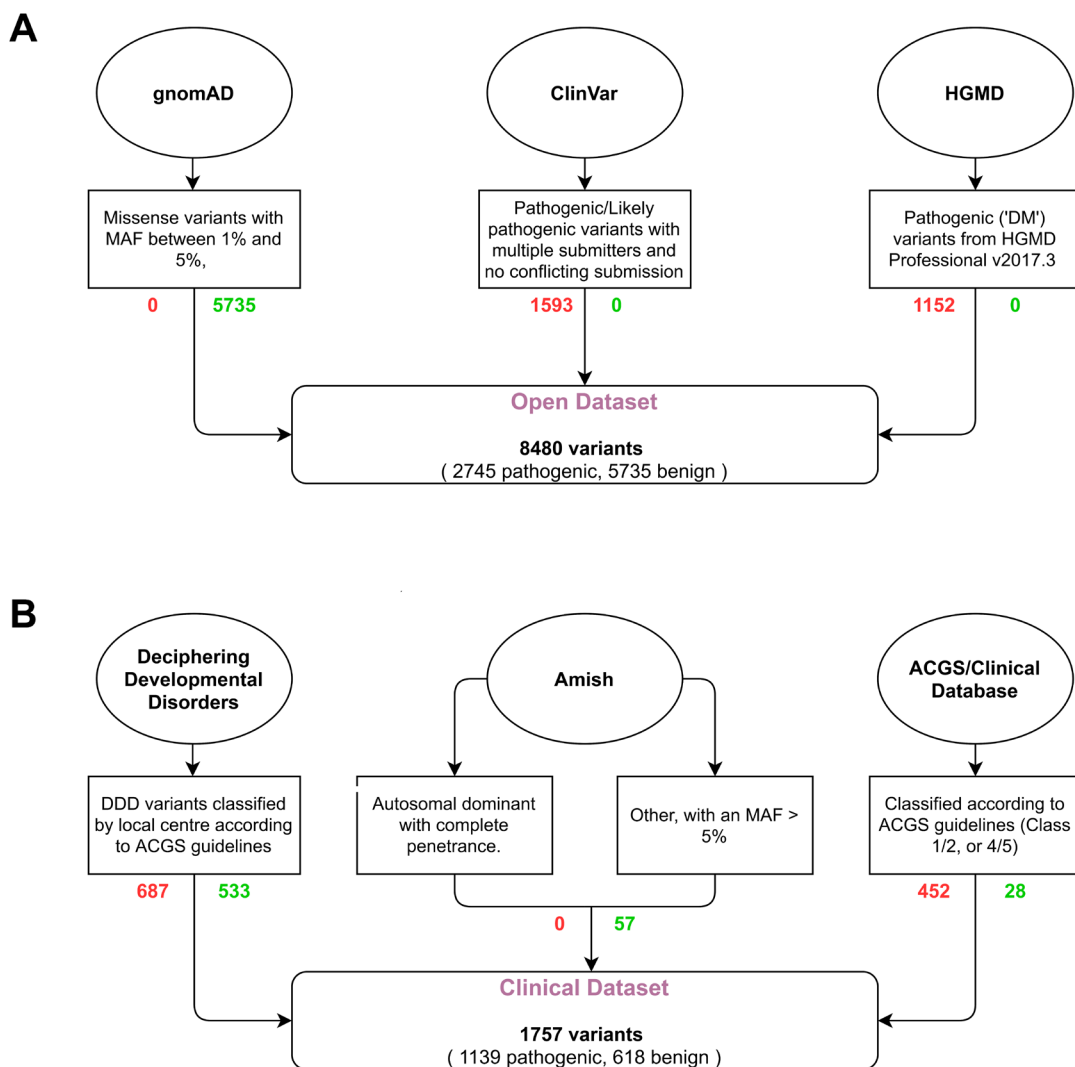 A
gnomAD
ClinVar
HGMD
Missense variants with
MAF between 1% and
5%,
Pathogenic/Likely
pathogenic variants with
multiple submitters and
no conflicting submission
Pathogenic ('DM')
variants from HGMD
Professional v2017.3
0 5735
1593 0
1152 0
Open Dataset
8480 variants
( 2745 pathogenic, 5735 benign )
B
Deciphering
Developmental
Disorders
Amish
ACGS/Clinical
Database
DDD variants classified
by local centre according
to ACGS guidelines
Autosomal dominant
with complete
penetrance.
Other, with an MAF >
5%
Classified according to
ACGS guidelines (Class
1/2, or 4/5)
687 533
0 57
452 28
Clinical Dataset
1757 variants
( 1139 pathogenic, 618 benign )